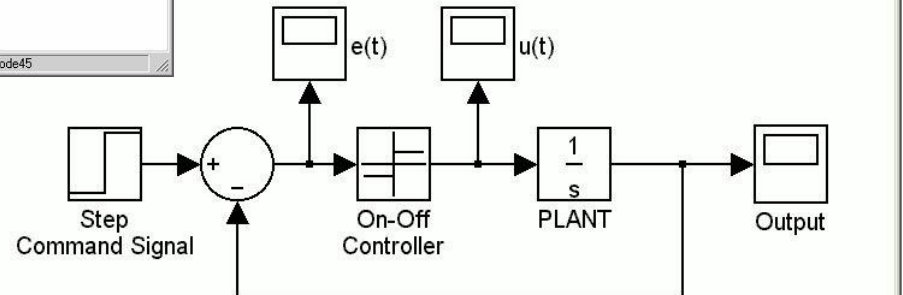 ode45
e(t)
u(t)
+
−
1
s
Step
Command Signal
On-Off
Controller
PLANT
Output